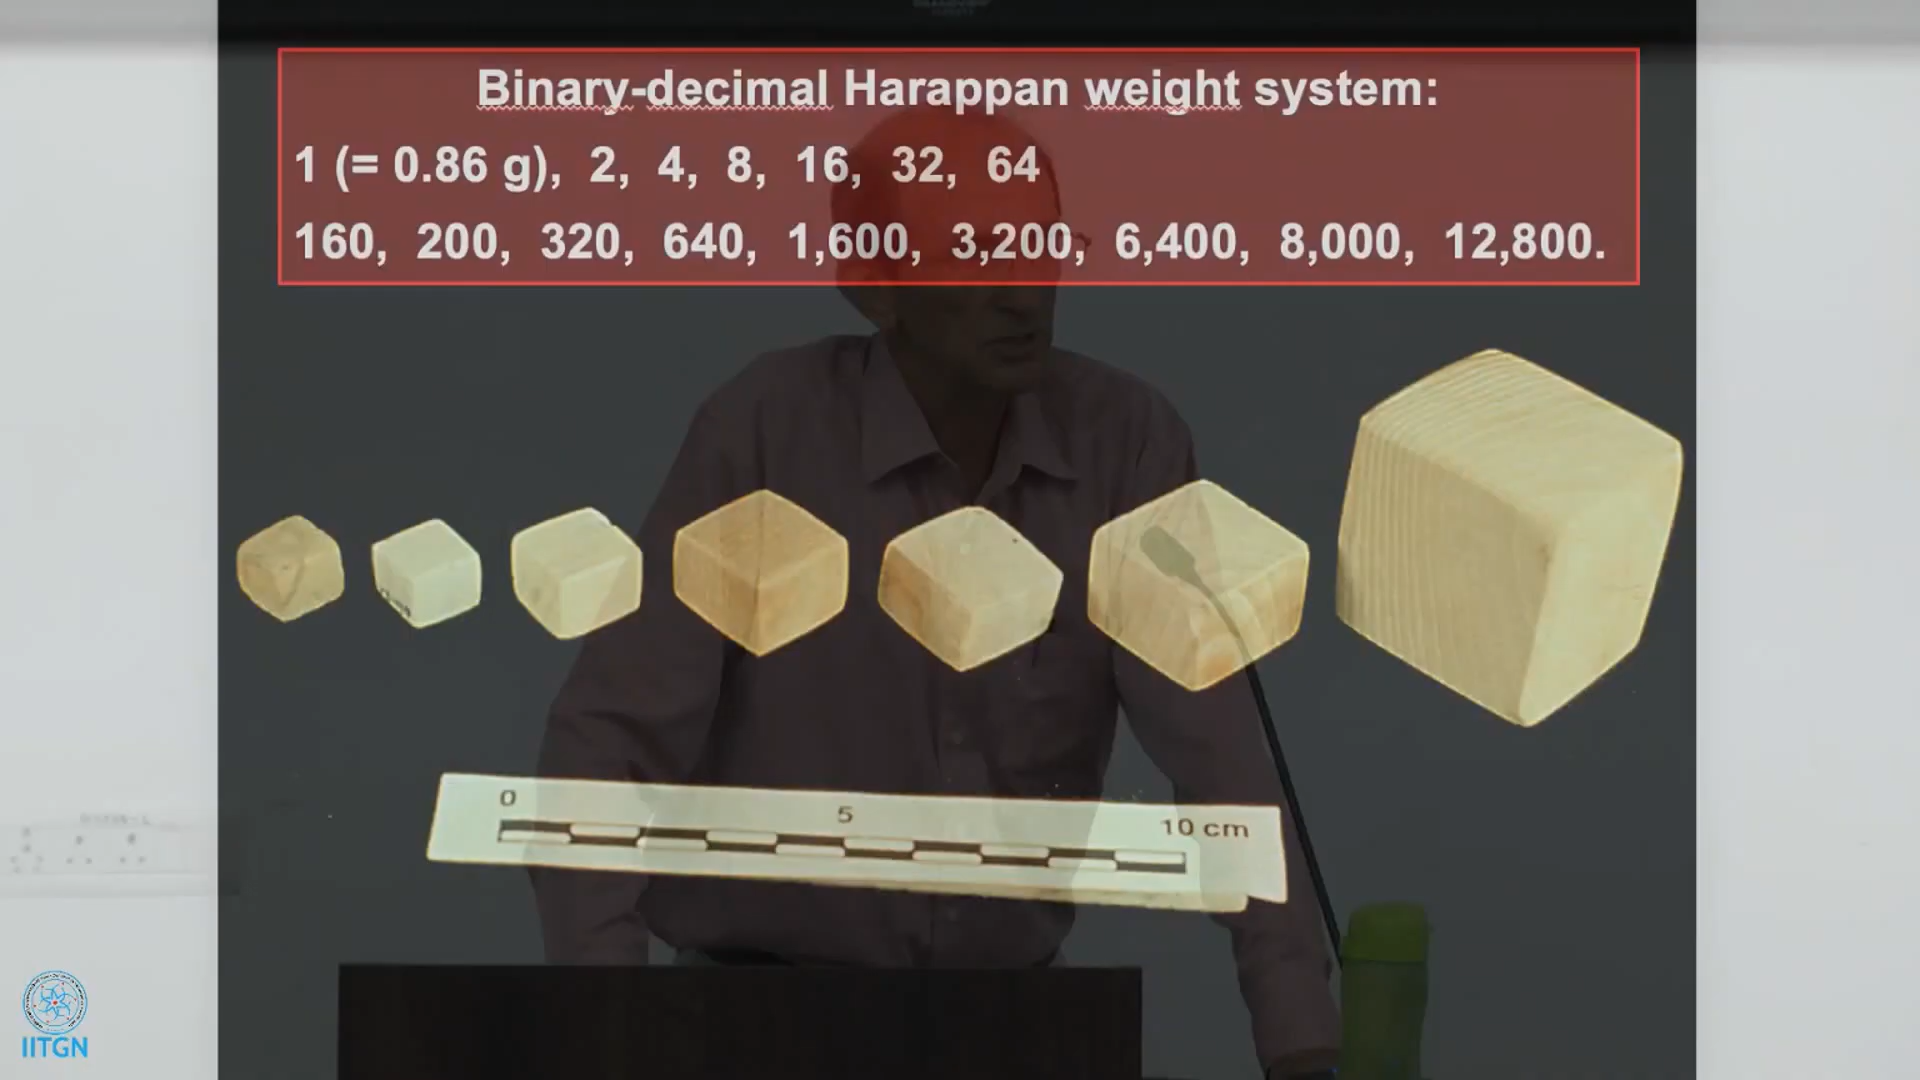 Binary-decimal Harappan weight system:
1 (= 0.86 g), 2, 4, 8, 16, 32, 64
160, 200, 320, 640, 1,600, 3,200, 6,400, 8,000, 12,800.
0 5 10 cm
IITGN